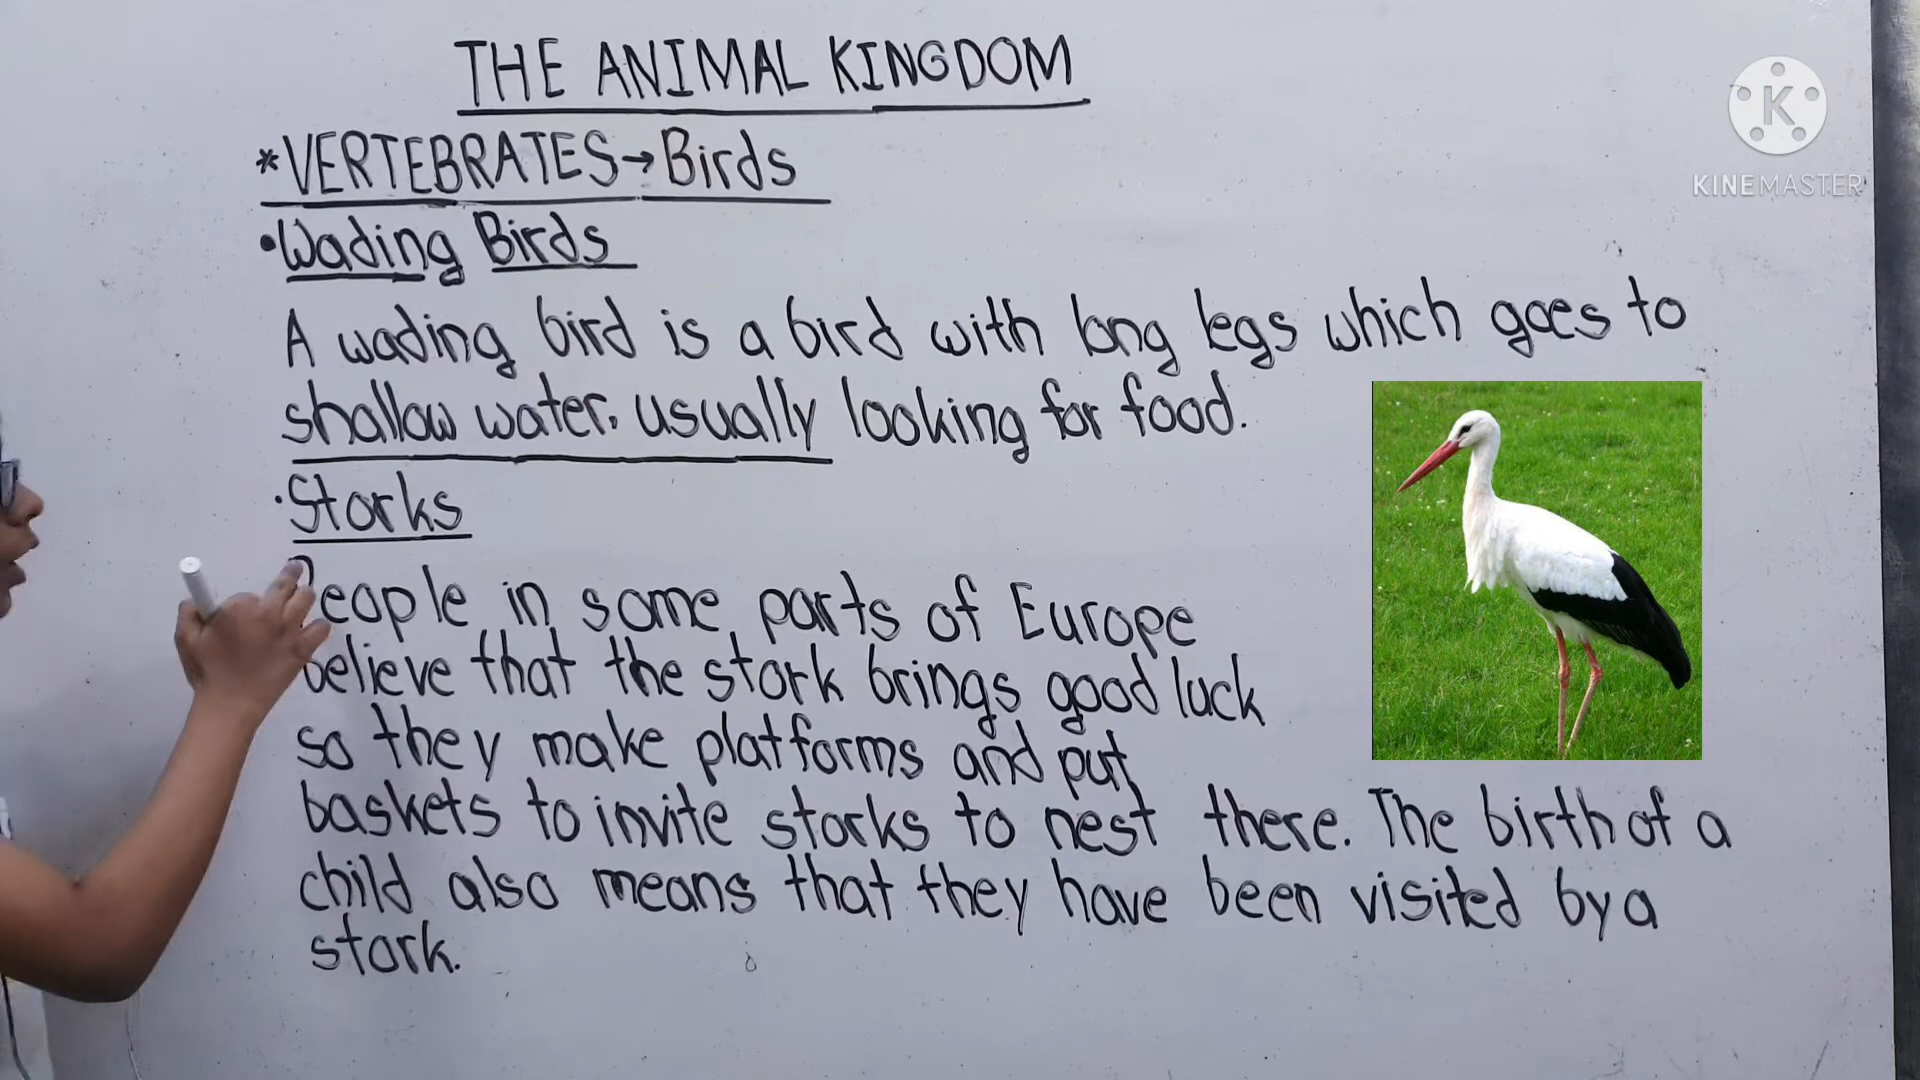 THE ANIMAL KINGDOM
*VERTEBRATES→Birds
•Wading Birds
A wading bird is a bird with long legs which goes to
shallow water, usually looking for food.
•Storks
People in some parts of Europe
believe that the stork brings good luck
so they make platforms and put
baskets to invite storks to nest there. The birth of a
child also means that they have been visited by a
stork.
K
KINEMASTER